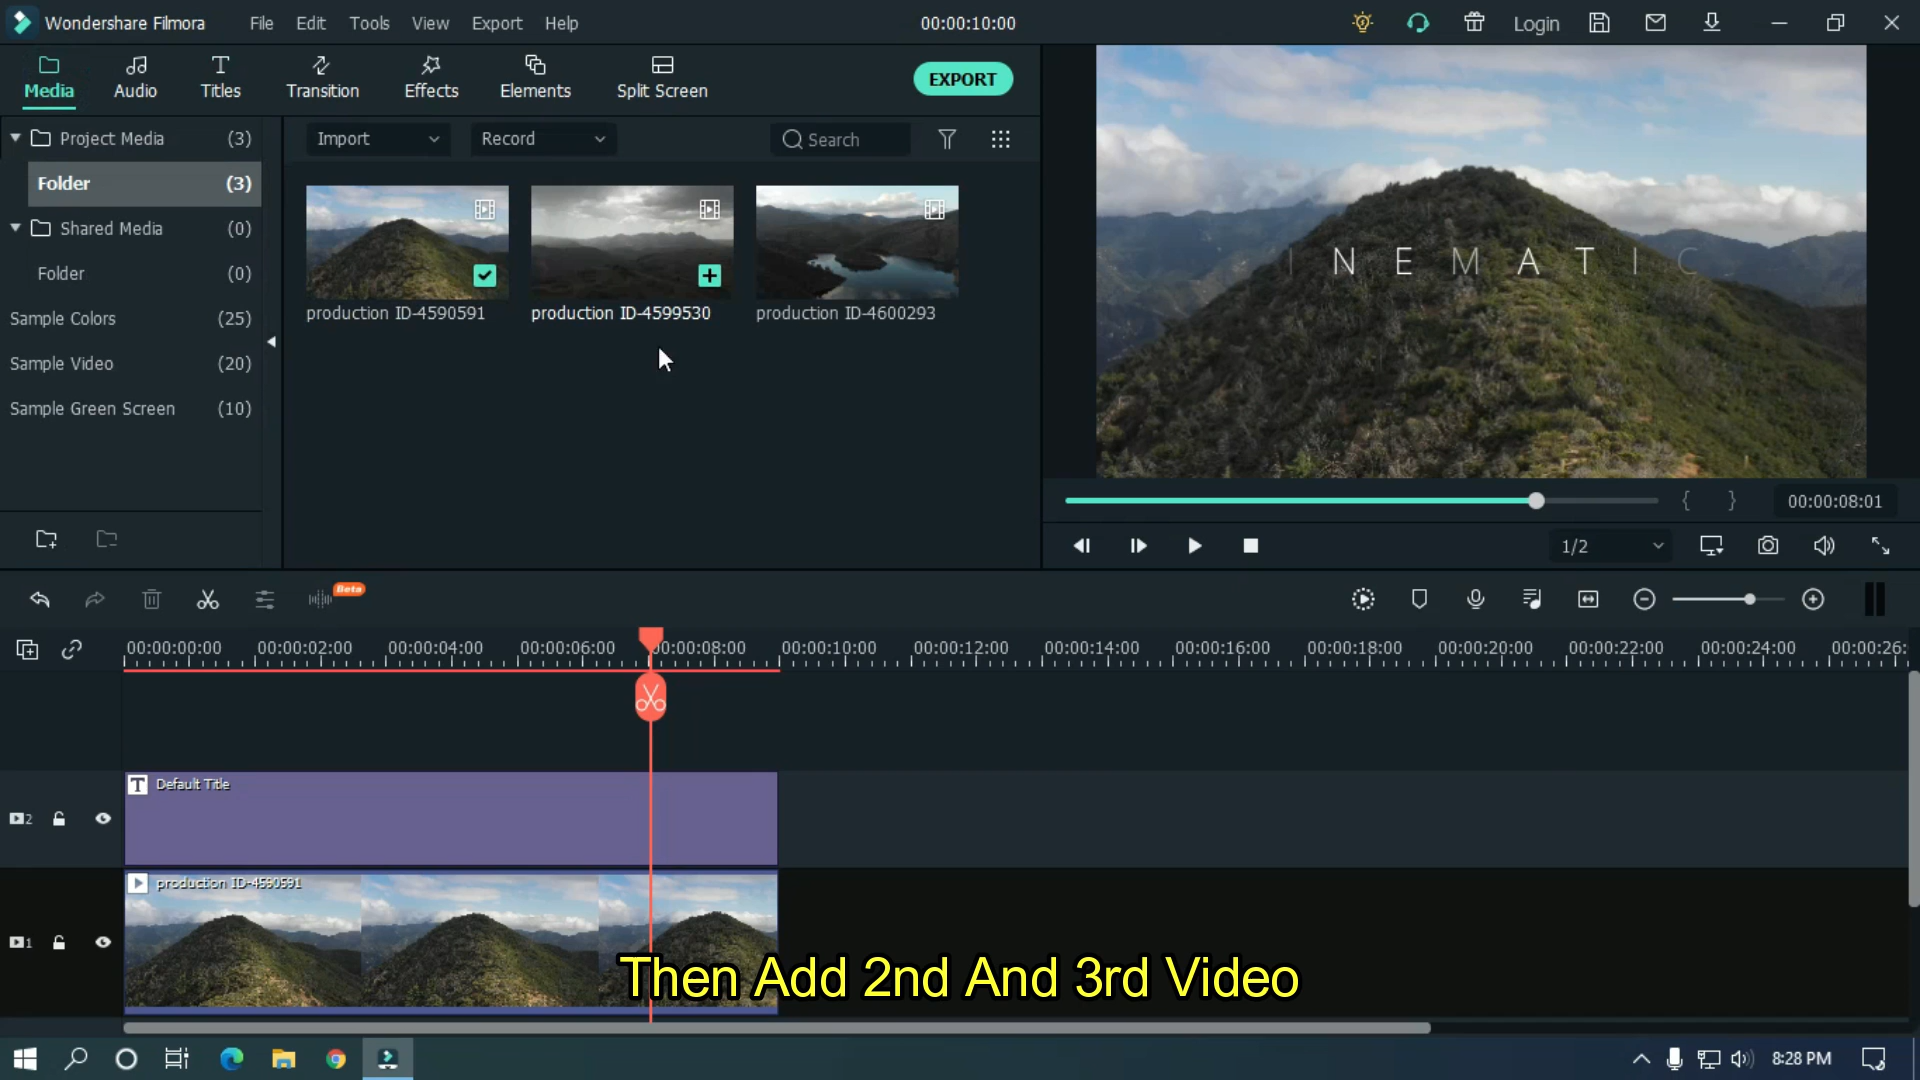 Wondershare Filmora File Edit Tools View Export Help 00:00:10:00 Login
Media Audio Titles Transition Effects Elements Split Screen EXPORT
Project Media (3) Import Record Search
Folder (3)
Shared Media (0)
Folder (0)
Sample Colors (25)
Sample Video (20)
Sample Green Screen (10)
production ID-4590591 production ID-4599530 production ID-4600293
I N E M A T I C
{ } 00:00:08:01
1/2
Beta
00:00:00:00 00:00:02:00 00:00:04:00 00:00:06:00 00:00:08:00 00:00:10:00 00:00:12:00 00:00:14:00 00:00:16:00 00:00:18:00 00:00:20:00 00:00:22:00 00:00:24:00 00:00:26:
T Default Title
2
production ID-4590591
1
Then Add 2nd And 3rd Video
8:28 PM